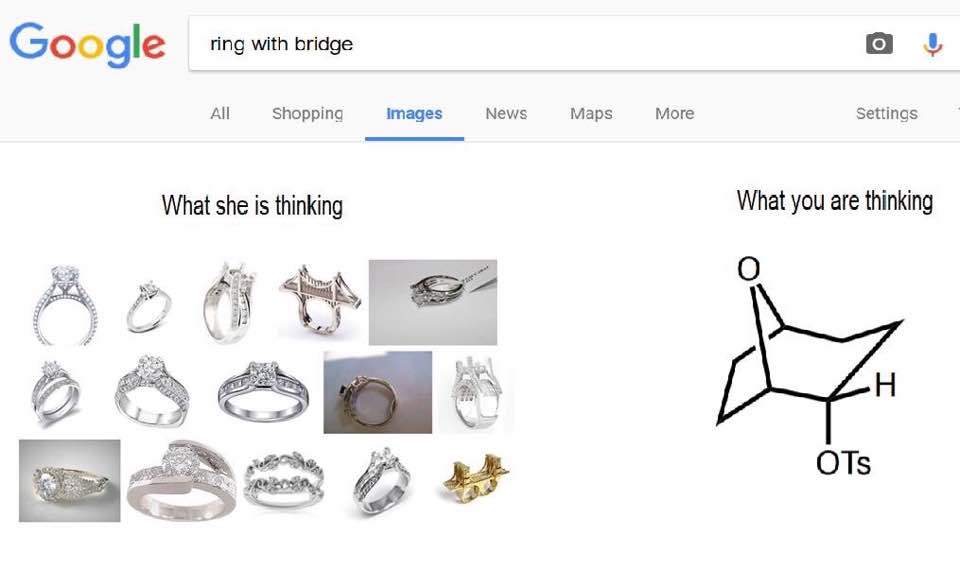 Google
ring with bridge
All Shopping Images News Maps More Settings
What she is thinking
What you are thinking
O
H
OTs